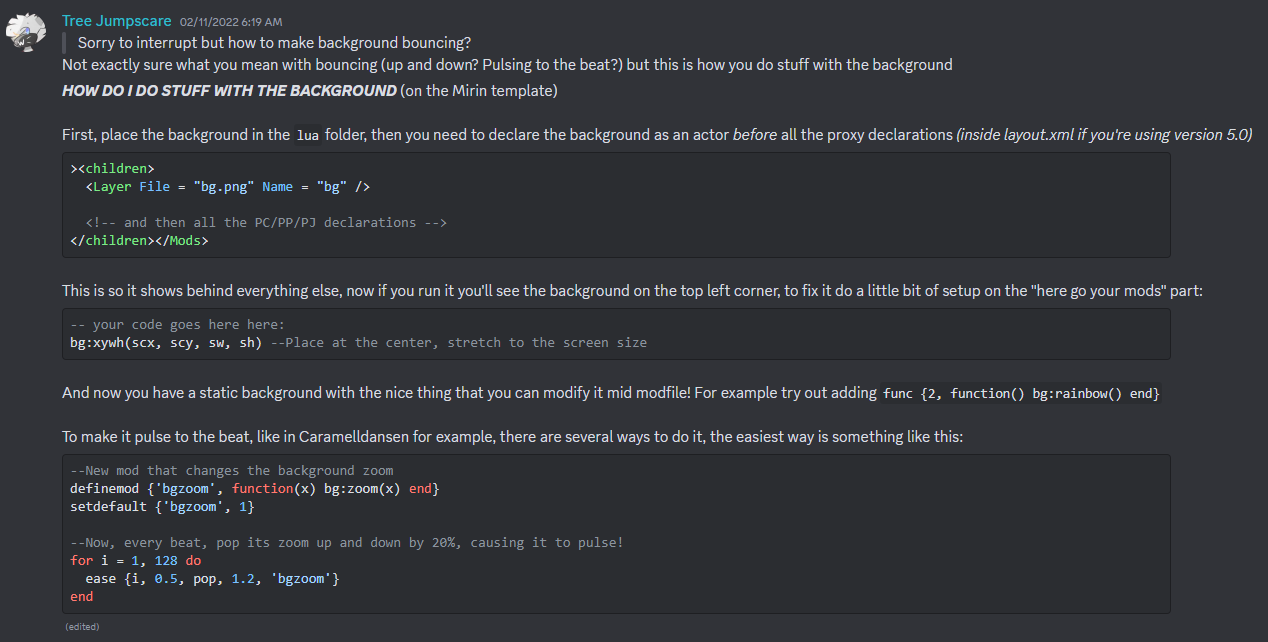 Tree Jumpscare 02/11/2022 6:19 AM
Sorry to interrupt but how to make background bouncing?
Not exactly sure what you mean with bouncing (up and down? Pulsing to the beat?) but this is how you do stuff with the background
HOW DO I DO STUFF WITH THE BACKGROUND (on the Mirin template)
First, place the background in the lua folder, then you need to declare the background as an actor before all the proxy declarations (inside layout.xml if you're using version 5.0)
><children>
  <Layer File = "bg.png" Name = "bg" />
  <!-- and then all the PC/PP/PJ declarations -->
</children></Mods>
This is so it shows behind everything else, now if you run it you'll see the background on the top left corner, to fix it do a little bit of setup on the "here go your mods" part:
-- your code goes here here:
bg:xywh(scx, scy, sw, sh) --Place at the center, stretch to the screen size
And now you have a static background with the nice thing that you can modify it mid modfile! For example try out adding func {2, function() bg:rainbow() end}
To make it pulse to the beat, like in Caramelldansen for example, there are several ways to do it, the easiest way is something like this:
--New mod that changes the background zoom
definemod {'bgzoom', function(x) bg:zoom(x) end}
setdefault {'bgzoom', 1}
--Now, every beat, pop its zoom up and down by 20%, causing it to pulse!
for i = 1, 128 do
  ease {i, 0.5, pop, 1.2, 'bgzoom'}
end
(edited)